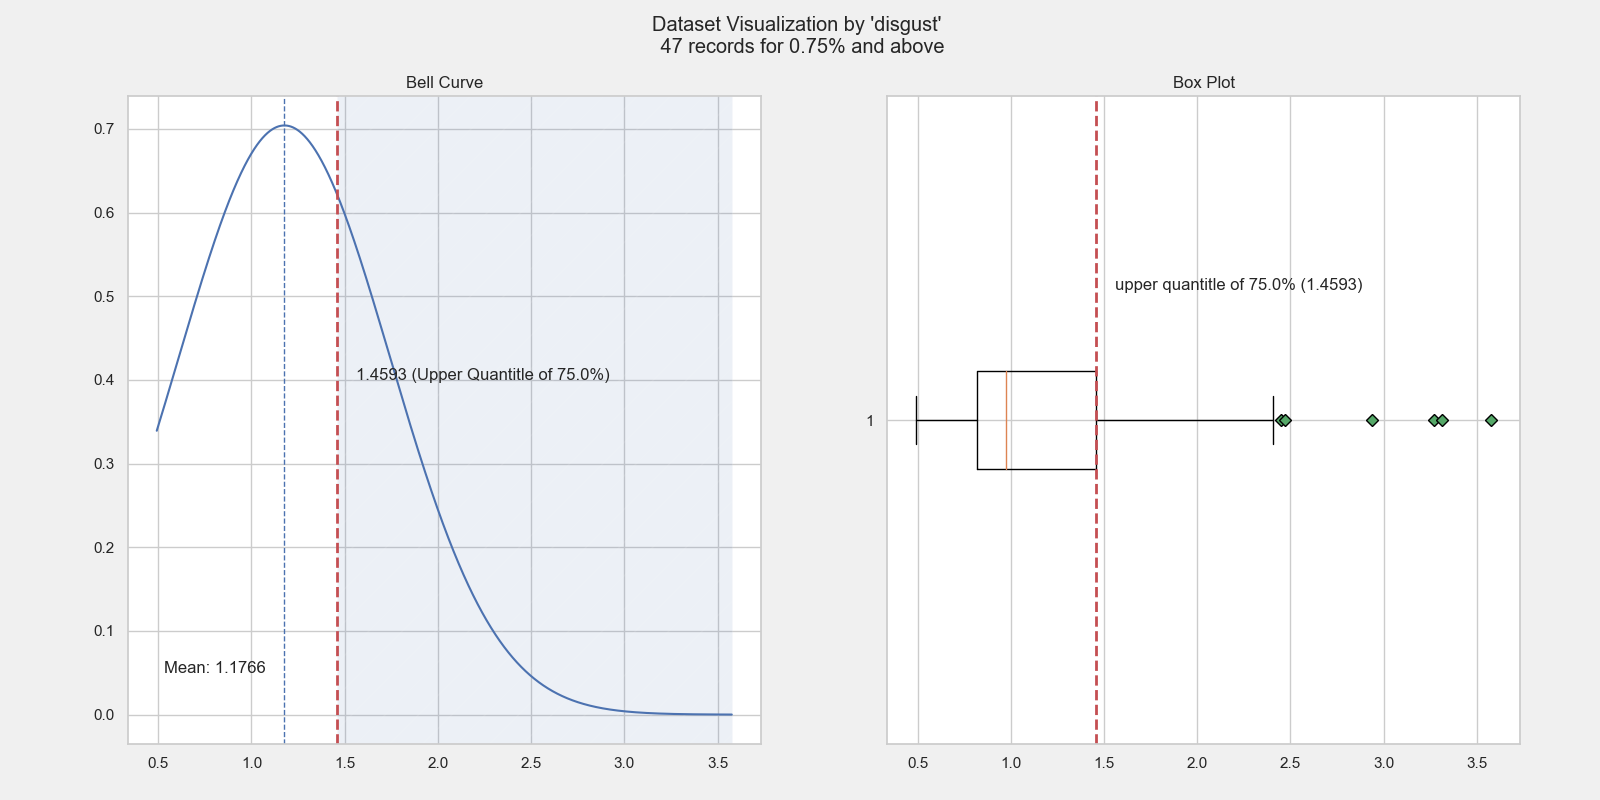 Dataset Visualization by 'disgust'
47 records for 0.75% and above
Bell Curve
0.7
0.6
0.5
0.4
0.3
0.2
0.1
0.0
1.4593 (Upper Quantitle of 75.0%)
Mean: 1.1766
0.5 1.0 1.5 2.0 2.5 3.0 3.5
Box Plot
upper quantitle of 75.0% (1.4593)
1
0.5 1.0 1.5 2.0 2.5 3.0 3.5